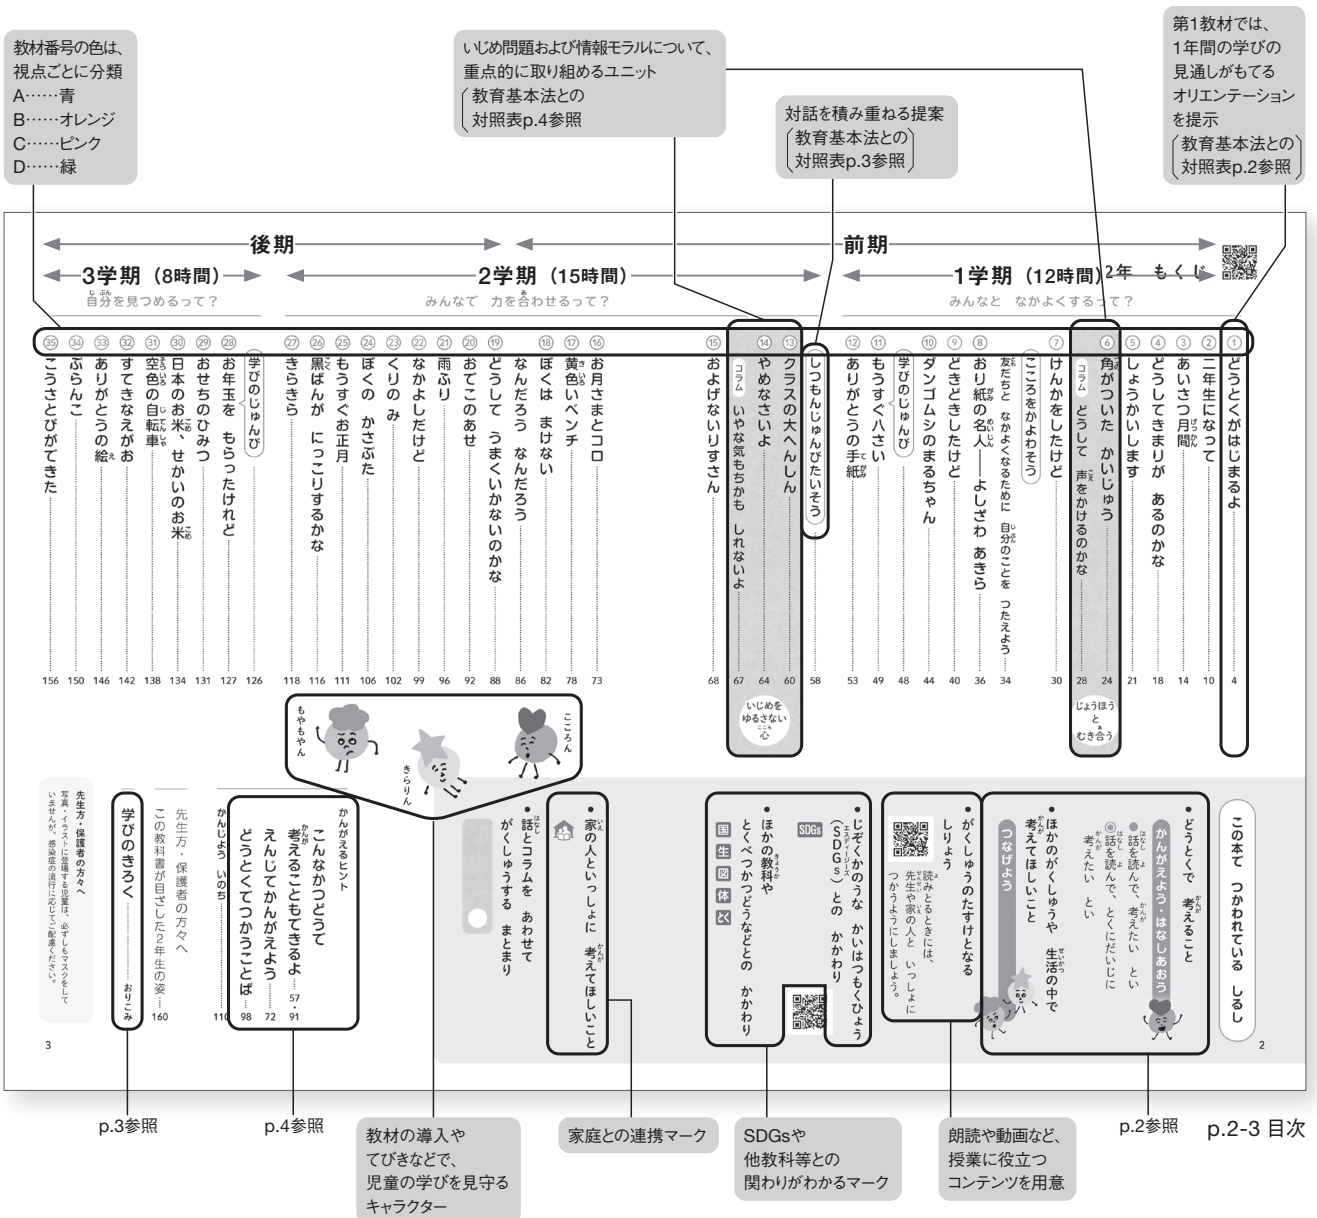 教材番号の色は、
視点ごとに分類
A……青
B……オレンジ
C……ピンク
D……緑
いじめ問題および情報モラルについて、
重点的に取り組めるユニット
教育基本法との
対照表p.4参照
対話を積み重ねる提案
教育基本法との
対照表p.3参照
第1教材では、
1年間の学びの
見通しがもてる
オリエンテーション
を提示
教育基本法との
対照表p.2参照
後期
前期
3学期（8時間）
2学期（15時間）
1学期（12時間）
2年 もくじ
自分を見つめるって？
みんなで 力を合わせるって？
みんなと なかよくするって？
① どうとくがはじまるよ 4
② 二年生になって 10
③ あいさつ月間 14
④ どうしてきまりが あるのかな 18
⑤ しょうかいします 21
⑥ 角がついた かいじゅう 24
コラム どうして 声をかけるのかな 28
じょうほう
と
むき合う
⑦ けんかをしたけど 30
こころをかよわそう
友だちと なかよくなるために 自分のことを つたえよう 34
⑧ おり紙の名人――よしざわ あきら 36
⑨ どきどきしたけど 40
⑩ ダンゴムシのまるちゃん 44
学びのじゅんび 48
⑪ もうすぐ八さい 49
⑫ ありがとうの手紙 53
しつもんじゅんびたいそう 58
⑬ クラスの大へんしん 60
⑭ やめなさいよ 64
コラム いやな気もちかも しれないよ 67
いじめを
ゆるさない
心
⑮ およげないりすさん 68
⑯ お月さまとコロ 73
⑰ 黄色いベンチ 78
⑱ ぼくは まけない 82
なんだろう なんだろう 86
⑲ どうして うまくいかないのかな 88
⑳ おてこのあせ 92
㉑ 雨ふり 96
㉒ なかよしだけど 99
㉓ くりの み 102
㉔ ぼくの かさぶた 106
㉕ もうすぐお正月 111
㉖ 黒ばんが にっこりするかな 116
㉗ きらきら 118
学びのじゅんび 126
㉘ お年玉を もらったけれど 127
㉙ おせちのひみつ 131
㉚ 日本のお米、せかいのお米 134
㉛ 空色の自転車 138
㉜ すてきなえがお 142
㉝ ありがとうの絵 146
㉞ ぶらんこ 150
㉟ こうさとびができた 156
この本で つかわれている しるし
● どうとくで 考えること
かんがえよう・はなしあおう
● 話を読んで、考えたい とい
◎ 話を読んで、とくにだいじに
考えたい とい
● ほかのがくしゅうや 生活の中で
考えてほしいこと
つなげよう
● がくしゅうのたすけとなる
しりょう
読みとるときには、
先生や家の人と いっしょに
つかうようにしましょう。
● じぞくかのうな かいはつもくひょう
（SDGs）との かかわり
SDGs
● ほかの教科や
とくべつかつどうなどとの かかわり
国 生 図 体 とく
● 家の人といっしょに 考えてほしいこと
● 話とコラムを あわせて
がくしゅうする まとまり
こころん
きらりん
もやもやん
かんがえるヒント
こんなかつどうで
考えることもできるよ 57・91
えんじてかんがえよう 72
どうとくてつかうことば 98
かんじよう いのち 110
先生方・保護者の方々へ
この教科書が目ざした2年生の姿 160
学びのきろく おりこみ
先生方・保護者の方々へ
写真・イラストに登場する児童は、必ずしもマスクをして
いませんが、感染症の流行に応じてご配慮ください。
3
2
p.3参照
p.4参照
教材の導入や
てびきなどで、
児童の学びを見守る
キャラクター
家庭との連携マーク
SDGsや
他教科等との
関わりがわかるマーク
朗読や動画など、
授業に役立つ
コンテンツを用意
p.2参照
p.2-3 目次